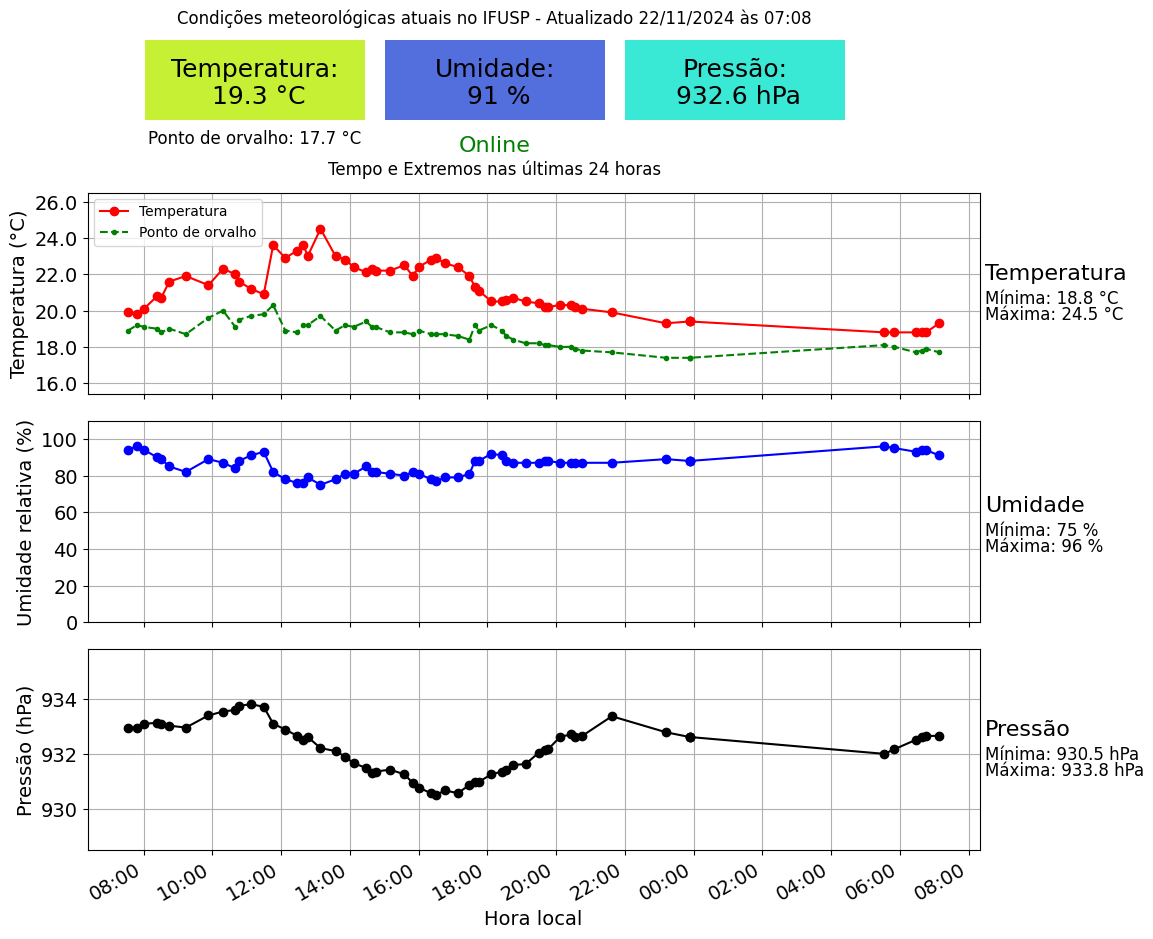 Condições meteorológicas atuais no IFUSP - Atualizado 22/11/2024 às 07:08
Temperatura:
19.3 °C
Umidade:
91 %
Pressão:
932.6 hPa
Ponto de orvalho: 17.7 °C
Online
Tempo e Extremos nas últimas 24 horas
Temperatura (°C)
26.0
24.0
22.0
20.0
18.0
16.0
Temperatura
Ponto de orvalho
Temperatura
Mínima: 18.8 °C
Máxima: 24.5 °C
Umidade relativa (%)
100
80
60
40
20
0
Umidade
Mínima: 75 %
Máxima: 96 %
Pressão (hPa)
934
932
930
Pressão
Mínima: 930.5 hPa
Máxima: 933.8 hPa
08:00 10:00 12:00 14:00 16:00 18:00 20:00 22:00 00:00 02:00 04:00 06:00 08:00
Hora local